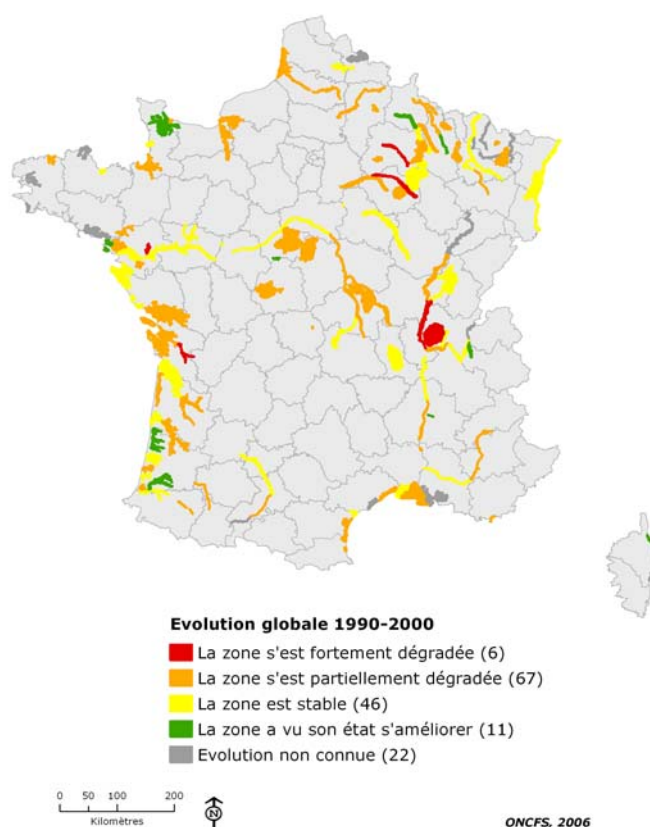 Evolution globale 1990-2000
La zone s'est fortement dégradée (6)
La zone s'est partiellement dégradée (67)
La zone est stable (46)
La zone a vu son état s'améliorer (11)
Evolution non connue (22)
0 50 100 200
Kilomètres
N
ONCFS, 2006